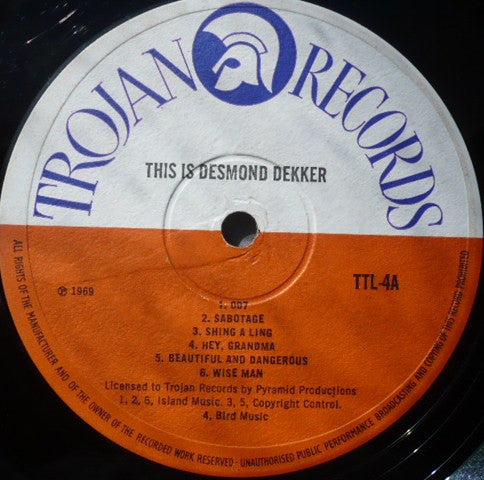 TROJAN RECORDS
THIS IS DESMOND DEKKER
TTL-4A
℗ 1969
1. 007
2. SABOTAGE
3. SHING A LING
4. HEY, GRANDMA
5. BEAUTIFUL AND DANGEROUS
6. WISE MAN
Licensed to Trojan Records by Pyramid Productions
1, 2, 6, Island Music. 3, 5, Copyright Control.
4, Bird Music
ALL RIGHTS OF THE MANUFACTURER AND OF THE OWNER OF THE RECORDED WORK RESERVED - UNAUTHORISED PUBLIC PERFORMANCE BROADCASTING AND COPYING OF THIS RECORD PROHIBITED